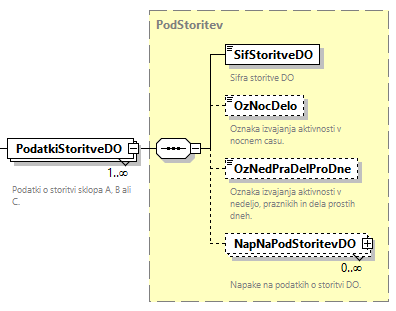 PodStoritev
SifStoritveDO
Sifra storitve DO
OzNocDelo
Oznaka izvajanja aktivnosti v
nocnem casu.
PodatkiStoritveDO
1..∞
Podatki o storitvi sklopa A, B ali
C.
OzNedPraDelProDne
Oznaka izvajanja aktivnosti v
nedeljo, praznikih in dela prostih
dneh.
NapNaPodStoritevDO
0..∞
Napake na podatkih o storitvi DO.